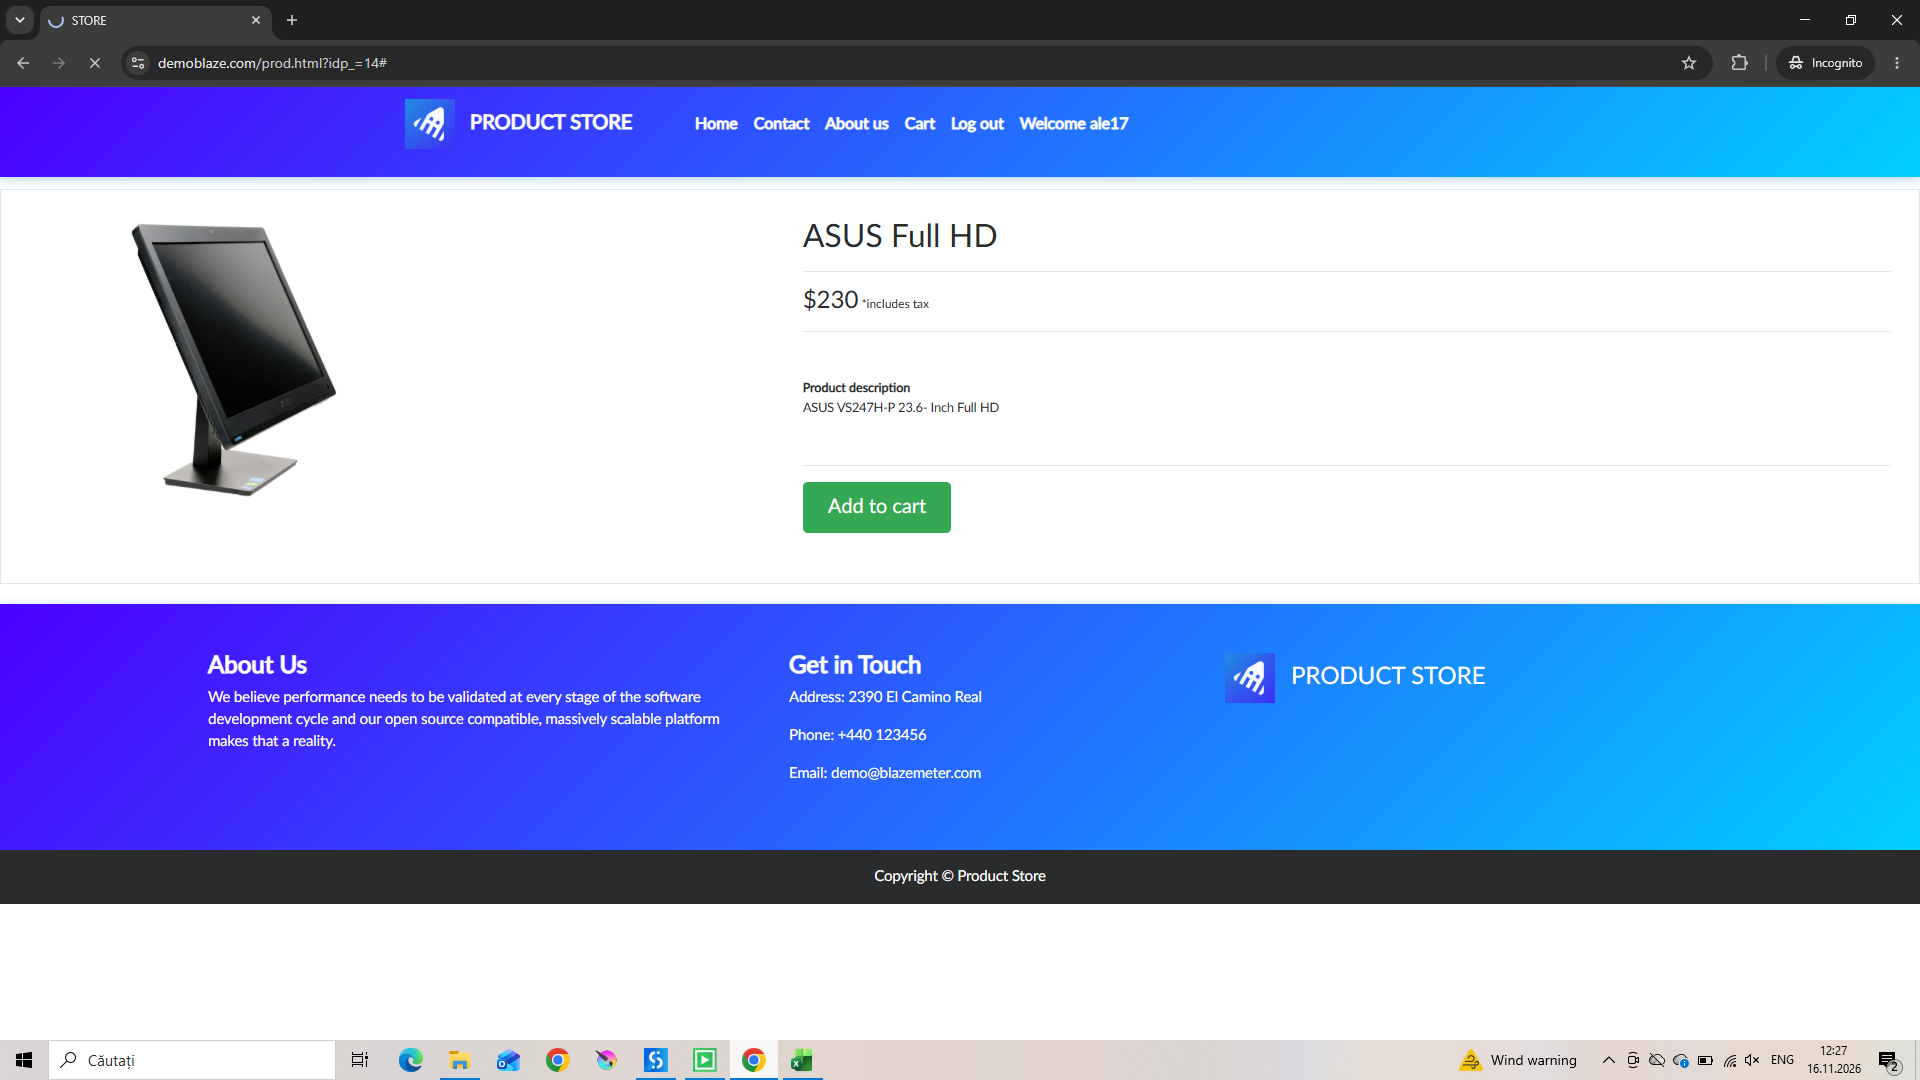 STORE
demoblaze.com/prod.html?idp_=14#
Incognito
PRODUCT STORE
Home Contact About us Cart Log out Welcome ale17
ASUS Full HD
$230 *includes tax
Product description
ASUS VS247H-P 23.6- Inch Full HD
Add to cart
About Us
We believe performance needs to be validated at every stage of the software
development cycle and our open source compatible, massively scalable platform
makes that a reality.
Get in Touch
Address: 2390 El Camino Real
Phone: +440 123456
Email: demo@blazemeter.com
PRODUCT STORE
Copyright © Product Store
Căutați
Wind warning
ENG
12:27
16.11.2026
2